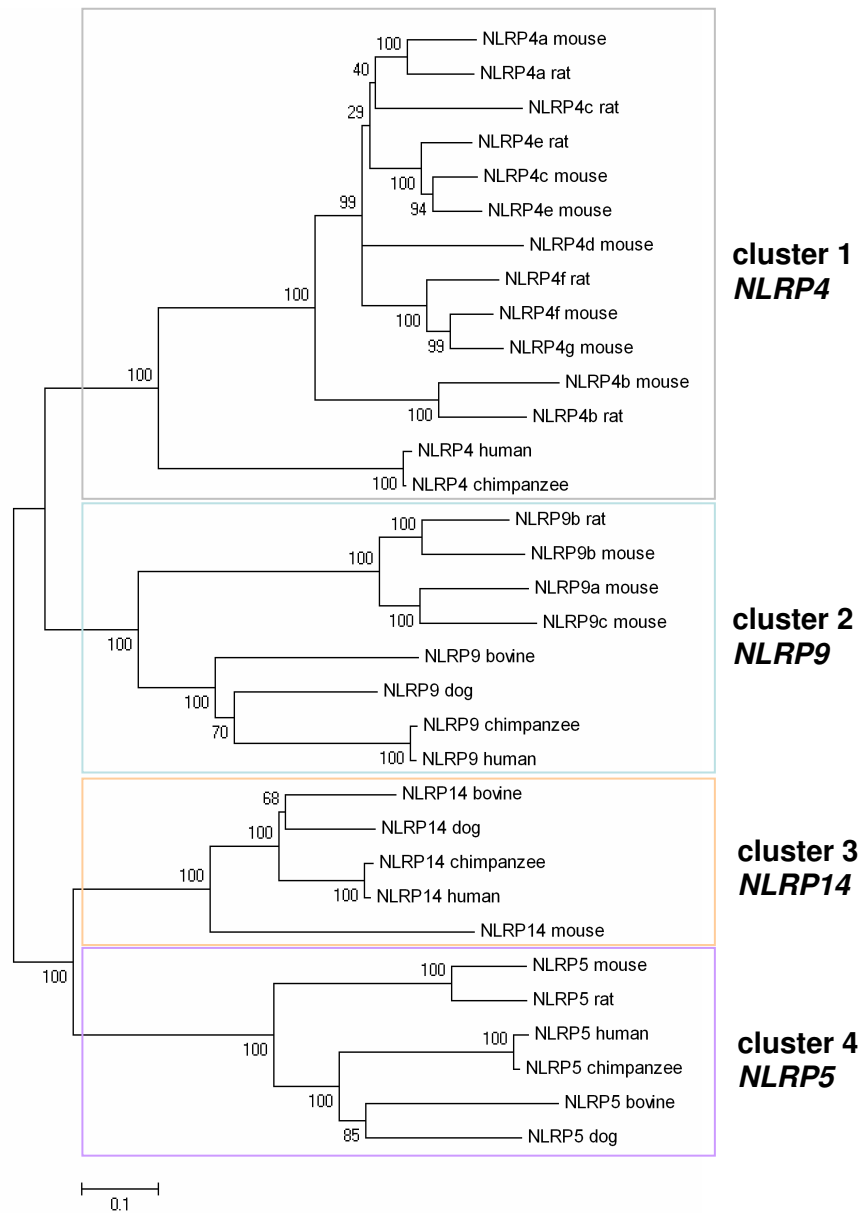 100
NLRP4a mouse
40
NLRP4a rat
NLRP4c rat
29
NLRP4e rat
100
NLRP4c mouse
94
NLRP4e mouse
99
NLRP4d mouse
NLRP4f rat
100
NLRP4f mouse
99
NLRP4g mouse
100
NLRP4b mouse
100
NLRP4b rat
100
NLRP4 human
100
NLRP4 chimpanzee
cluster 1
NLRP4
100
NLRP9b rat
NLRP9b mouse
100
NLRP9a mouse
100
NLRP9c mouse
100
NLRP9 bovine
100
NLRP9 dog
70
NLRP9 chimpanzee
100
NLRP9 human
cluster 2
NLRP9
68
NLRP14 bovine
100
NLRP14 dog
NLRP14 chimpanzee
100
NLRP14 human
100
NLRP14 mouse
cluster 3
NLRP14
100
100
NLRP5 mouse
NLRP5 rat
100
100
NLRP5 human
NLRP5 chimpanzee
100
NLRP5 bovine
85
NLRP5 dog
cluster 4
NLRP5
0.1